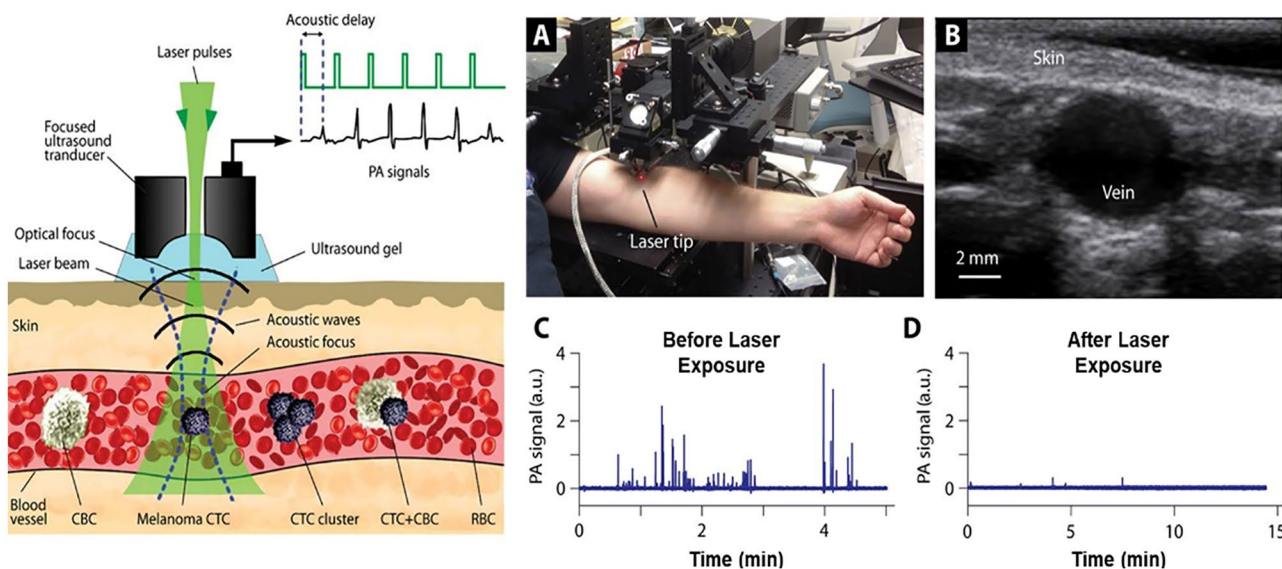 Acoustic delay
Laser pulses
Focused
ultrasound
tranducer
PA signals
Optical focus
Laser beam
Ultrasound gel
Skin
Acoustic waves
Acoustic focus
Blood
vessel
CBC
Melanoma CTC
CTC cluster
CTC+CBC
RBC
A
Laser tip
B
Skin
Vein
2 mm
C
Before Laser
Exposure
PA signal (a.u.)
4
2
0
0
2
4
Time (min)
D
After Laser
Exposure
PA signal (a.u.)
4
2
0
0
5
10
15
Time (min)